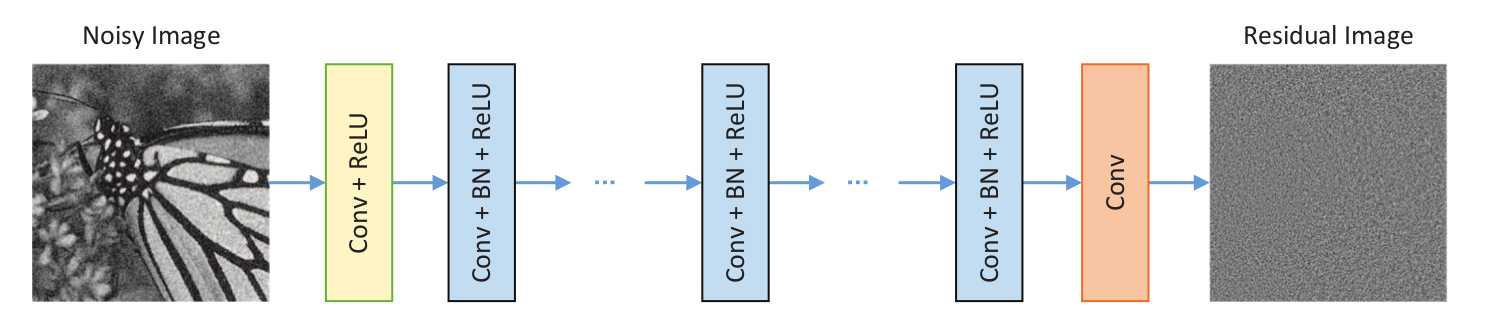 Noisy Image
Residual Image
Conv + ReLU
Conv + BN + ReLU
...
Conv + BN + ReLU
...
Conv + BN + ReLU
Conv